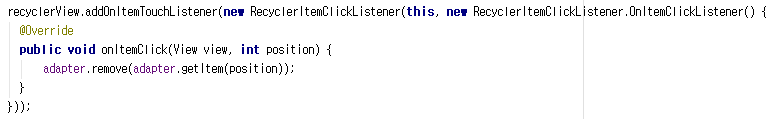 recyclerView.addOnItemTouchListener(new RecyclerItemClickListener(this, new RecyclerItemClickListener.OnItemClickListener() {
@Override
public void onItemClick(View view, int position) {
adapter.remove(adapter.getItem(position));
}
}));